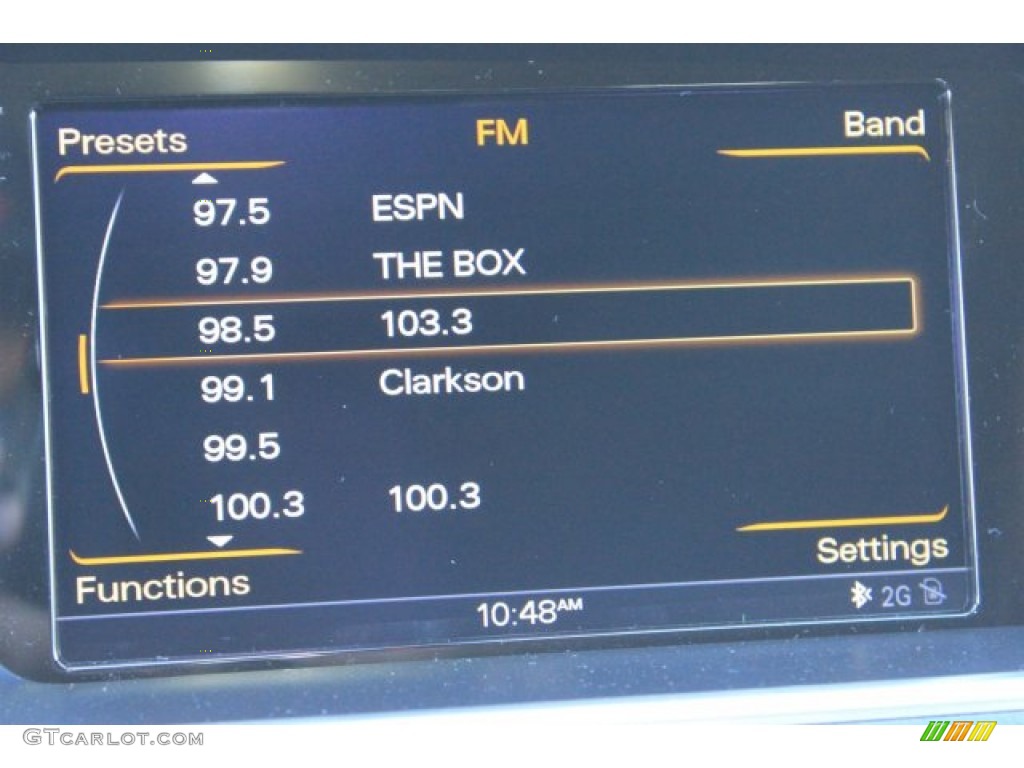 Presets FM Band
97.5 ESPN
97.9 THE BOX
98.5 103.3
99.1 Clarkson
99.5
100.3 100.3
Settings
Functions
10:48AM 2G
GTCARLOT.COM